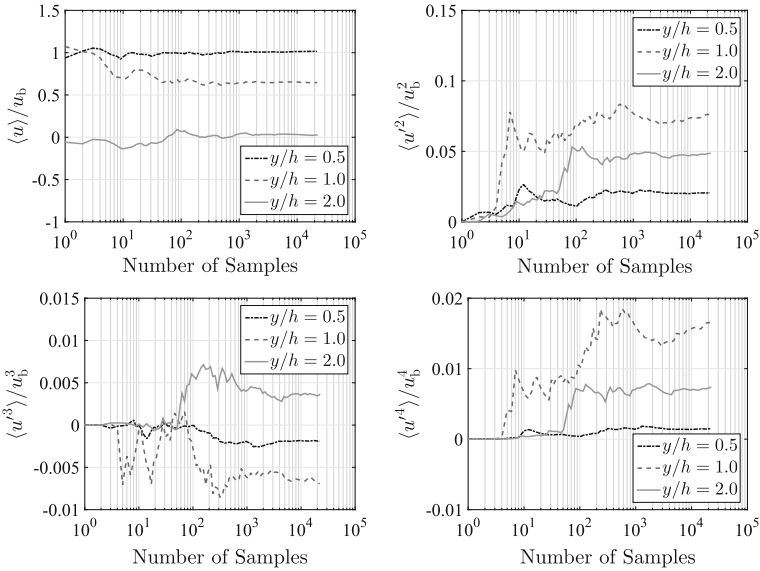 1.5
1
0.5
0
-0.5
-1
⟨u⟩/u_b
y/h = 0.5
y/h = 1.0
y/h = 2.0
10^0 10^1 10^2 10^3 10^4 10^5
Number of Samples
0.15
0.1
0.05
0
⟨u′^2⟩/u_b^2
y/h = 0.5
y/h = 1.0
y/h = 2.0
10^0 10^1 10^2 10^3 10^4 10^5
Number of Samples
0.015
0.01
0.005
0
-0.005
-0.01
⟨u′^3⟩/u_b^3
y/h = 0.5
y/h = 1.0
y/h = 2.0
10^0 10^1 10^2 10^3 10^4 10^5
Number of Samples
0.02
0.01
0
-0.01
⟨u′^4⟩/u_b^4
y/h = 0.5
y/h = 1.0
y/h = 2.0
10^0 10^1 10^2 10^3 10^4 10^5
Number of Samples